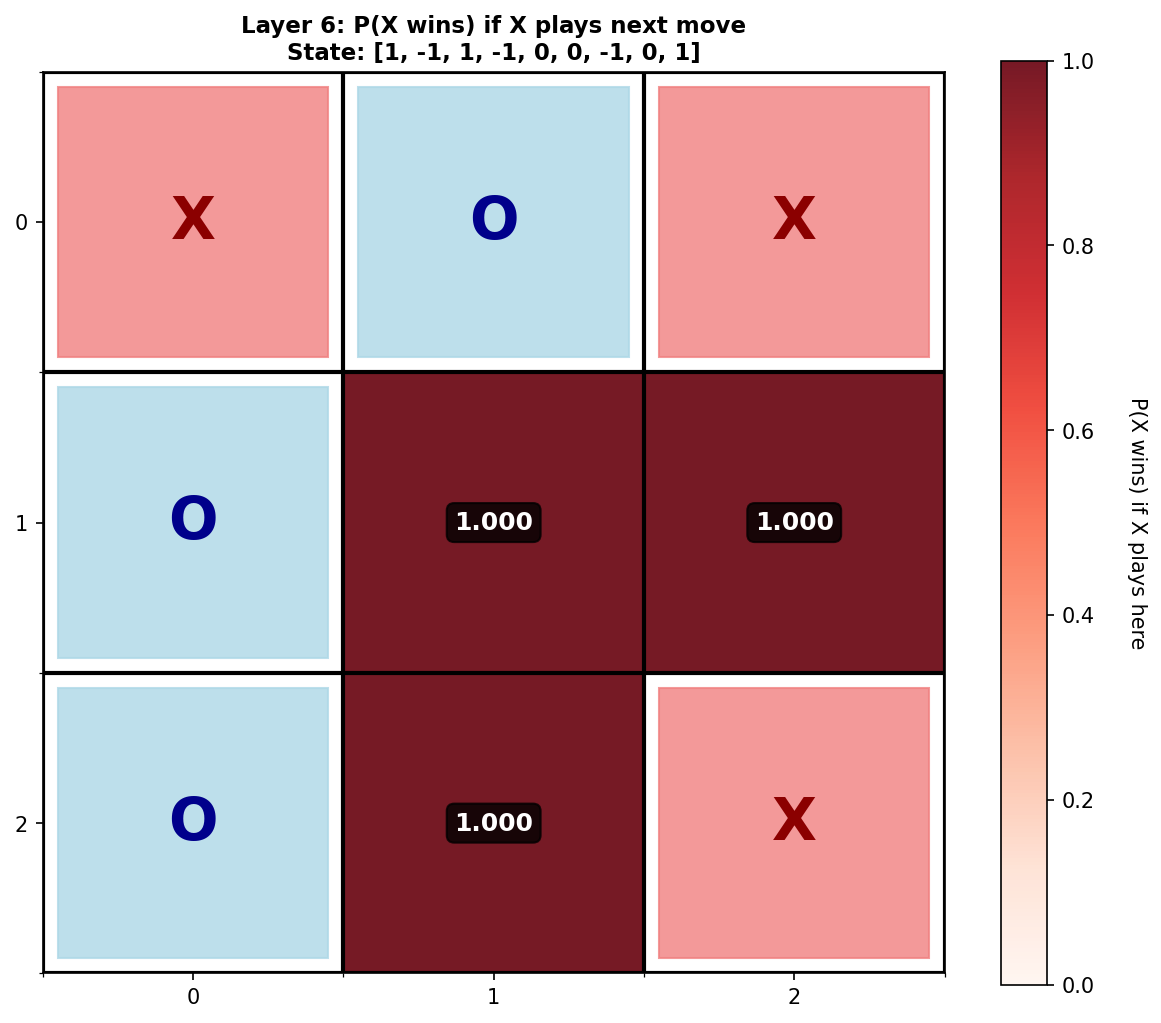 Layer 6: P(X wins) if X plays next move
State: [1, -1, 1, -1, 0, 0, -1, 0, 1]
0
X
O
X
1
O
1.000
1.000
2
O
1.000
X
0
1
2
1.0
0.8
0.6
0.4
0.2
0.0
P(X wins) if X plays here